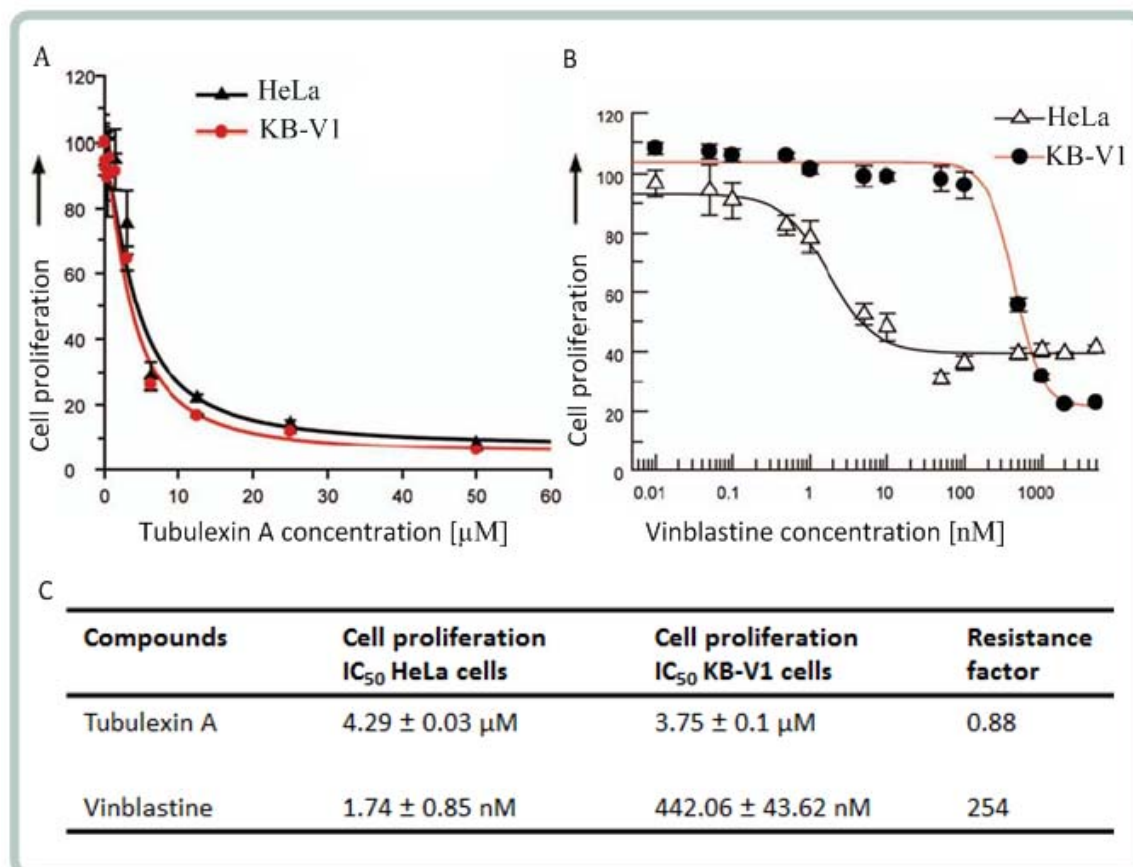 A
120
100
80
60
40
20
0
Cell proliferation
HeLa
KB-V1
0 10 20 30 40 50 60
Tubulexin A concentration [μM]
B
120
100
80
60
40
20
0
Cell proliferation
HeLa
KB-V1
0.01 0.1 1 10 100 1000
Vinblastine concentration [nM]
C
Compounds Cell proliferation Cell proliferation Resistance
IC50 HeLa cells IC50 KB-V1 cells factor
Tubulexin A 4.29 ± 0.03 μM 3.75 ± 0.1 μM 0.88
Vinblastine 1.74 ± 0.85 nM 442.06 ± 43.62 nM 254